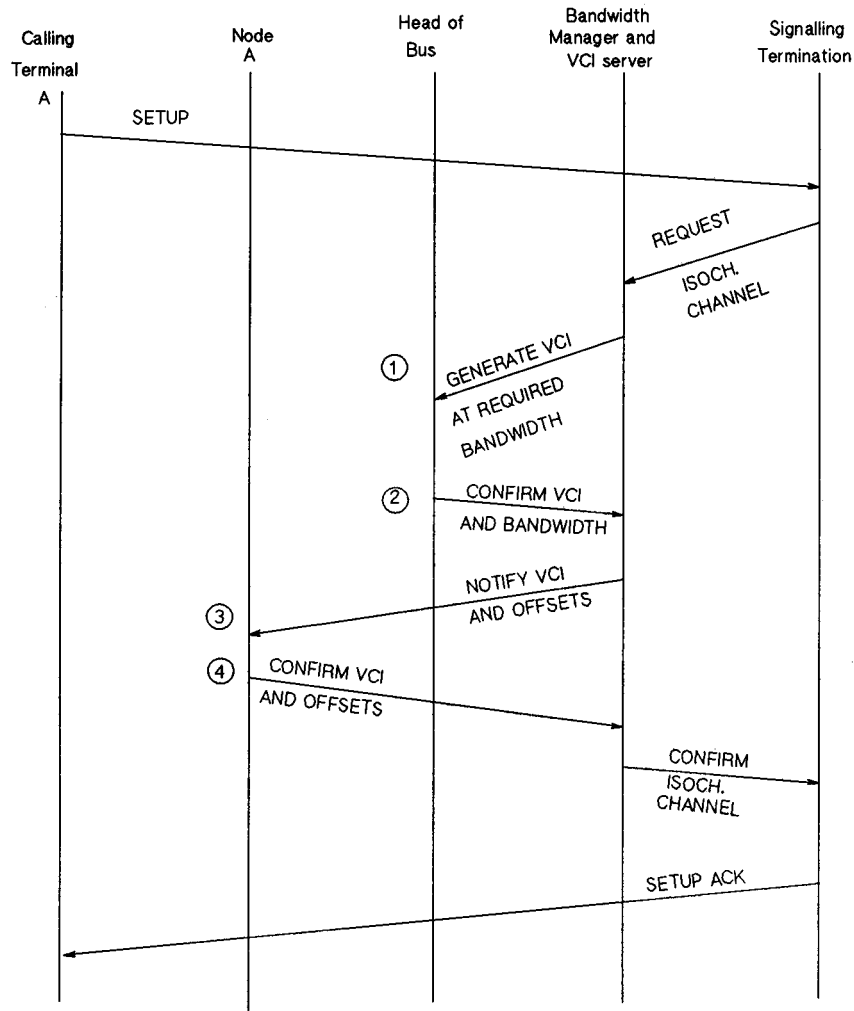 Calling
Terminal
A
Node
A
Head of
Bus
Bandwidth
Manager and
VCI server
Signalling
Termination
SETUP
REQUEST
ISOCH.
CHANNEL
1
GENERATE VCI
AT REQUIRED
BANDWIDTH
2
CONFIRM VCI
AND BANDWIDTH
NOTIFY VCI
AND OFFSETS
3
4
CONFIRM VCI
AND OFFSETS
CONFIRM
ISOCH.
CHANNEL
SETUP ACK